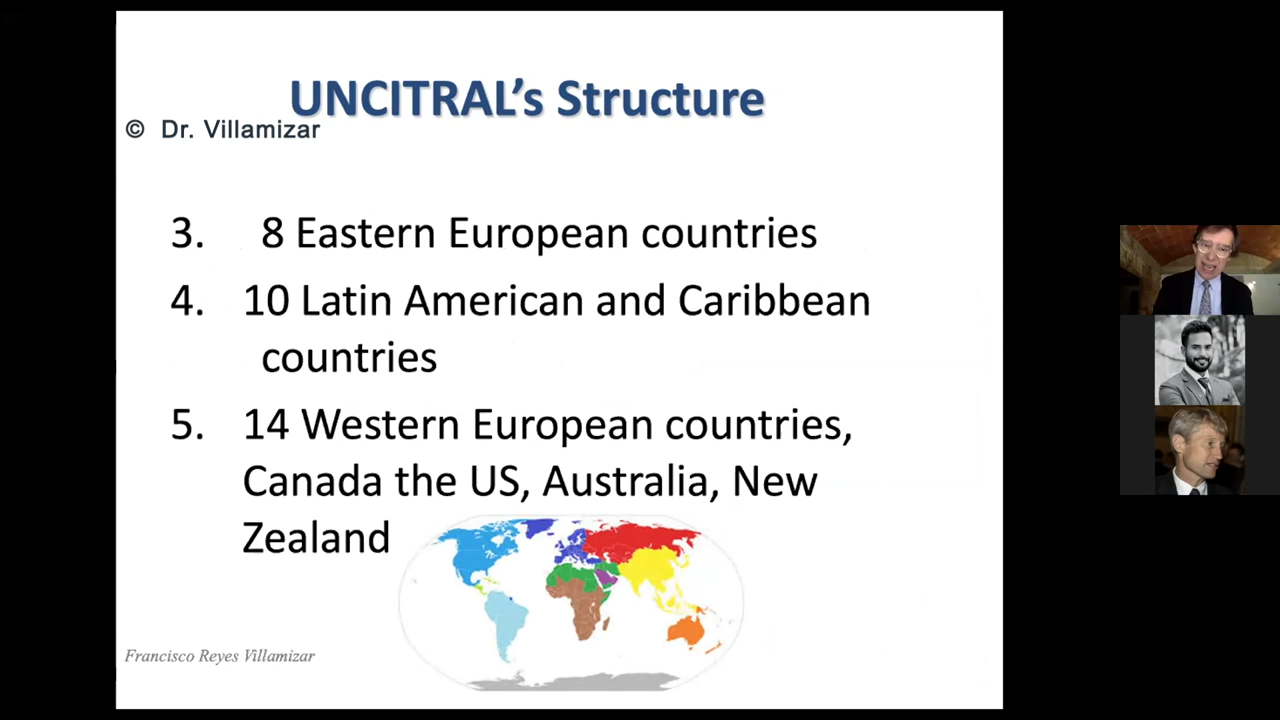 UNCITRAL's Structure
© Dr. Villamizar
3. 8 Eastern European countries
4. 10 Latin American and Caribbean
countries
5. 14 Western European countries,
Canada the US, Australia, New
Zealand
Francisco Reyes Villamizar